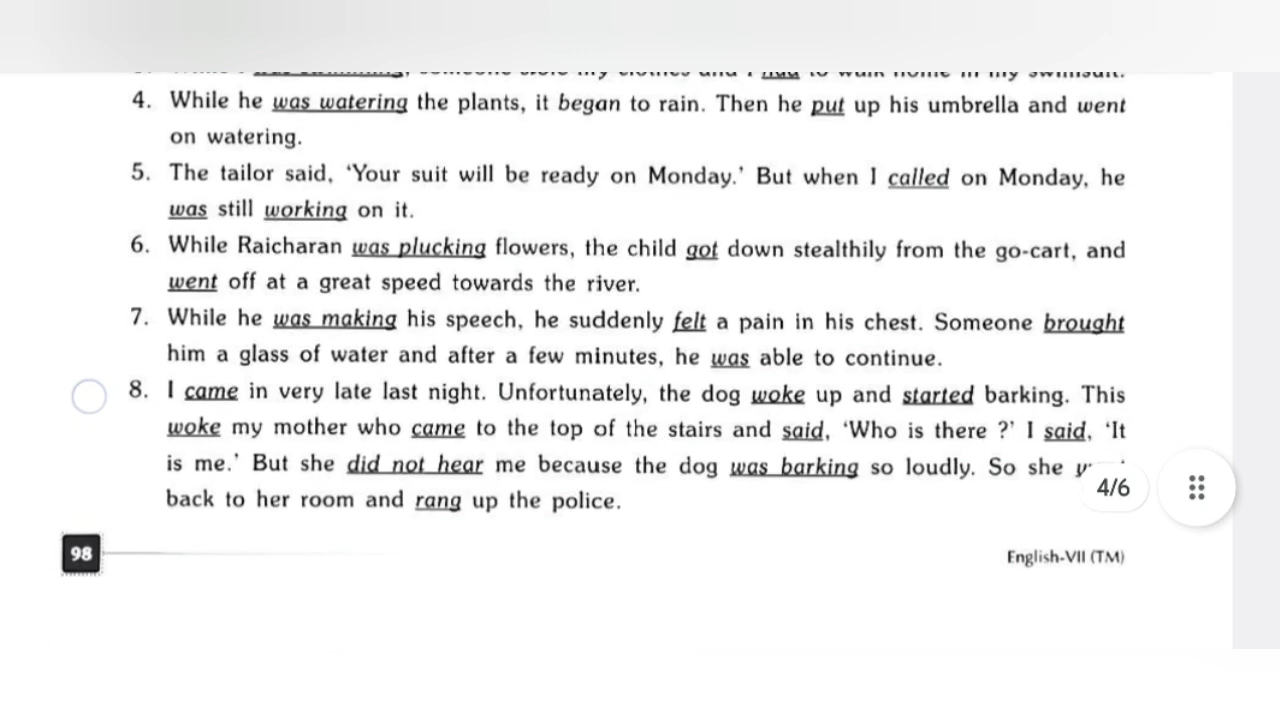 4. While he was watering the plants, it began to rain. Then he put up his umbrella and went
on watering.
5. The tailor said, ‘Your suit will be ready on Monday.’ But when I called on Monday, he
was still working on it.
6. While Raicharan was plucking flowers, the child got down stealthily from the go-cart, and
went off at a great speed towards the river.
7. While he was making his speech, he suddenly felt a pain in his chest. Someone brought
him a glass of water and after a few minutes, he was able to continue.
8. I came in very late last night. Unfortunately, the dog woke up and started barking. This
woke my mother who came to the top of the stairs and said, ‘Who is there ?’ I said, ‘It
is me.’ But she did not hear me because the dog was barking so loudly. So she
4/6
back to her room and rang up the police.
98
English-VII (TM)